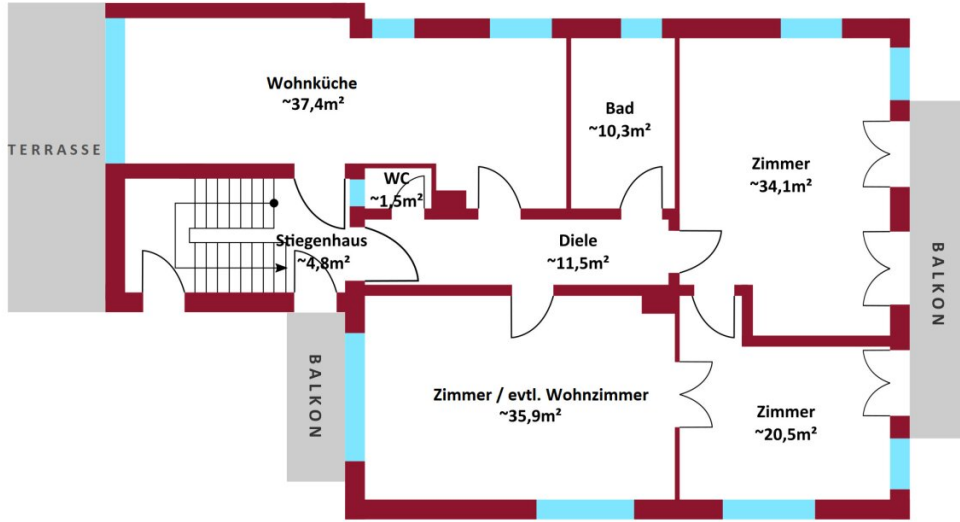 Wohnküche
~37,4m²
Bad
~10,3m²
TERRASSE
Zimmer
~34,1m²
WC
~1,5m²
Stiegenhaus
~4,8m²
Diele
~11,5m²
BALKON
BALKON
Zimmer / evtl. Wohnzimmer
~35,9m²
Zimmer
~20,5m²